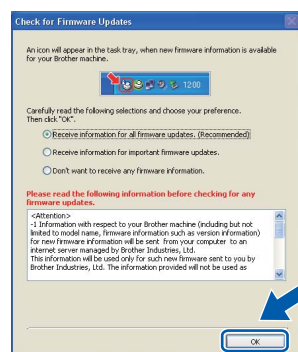 Check for Firmware Updates
An icon will appear in the task tray, when new firmware information is available
for your Brother machine.
12:00
Carefully read the following selections and choose your preference.
Then click "OK".
Receive information for all firmware updates. (Recommended)
Receive information for important firmware updates.
Don't want to receive any firmware information.
Please read the following information before checking for any
firmware updates.
<Attention>
-1 Information with respect to your Brother machine (including but not
limited to model name, firmware information such as version information)
for new firmware information will be sent from your computer to an
internet server managed by Brother Industries, Ltd.
This information will be used only for such new firmware sent to you by
Brother Industries, Ltd. The information provided will not be used as
OK